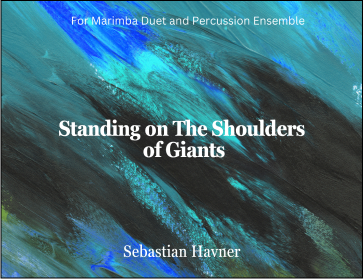 For Marimba Duet and Percussion Ensemble
Standing on The Shoulders
of Giants
Sebastian Havner